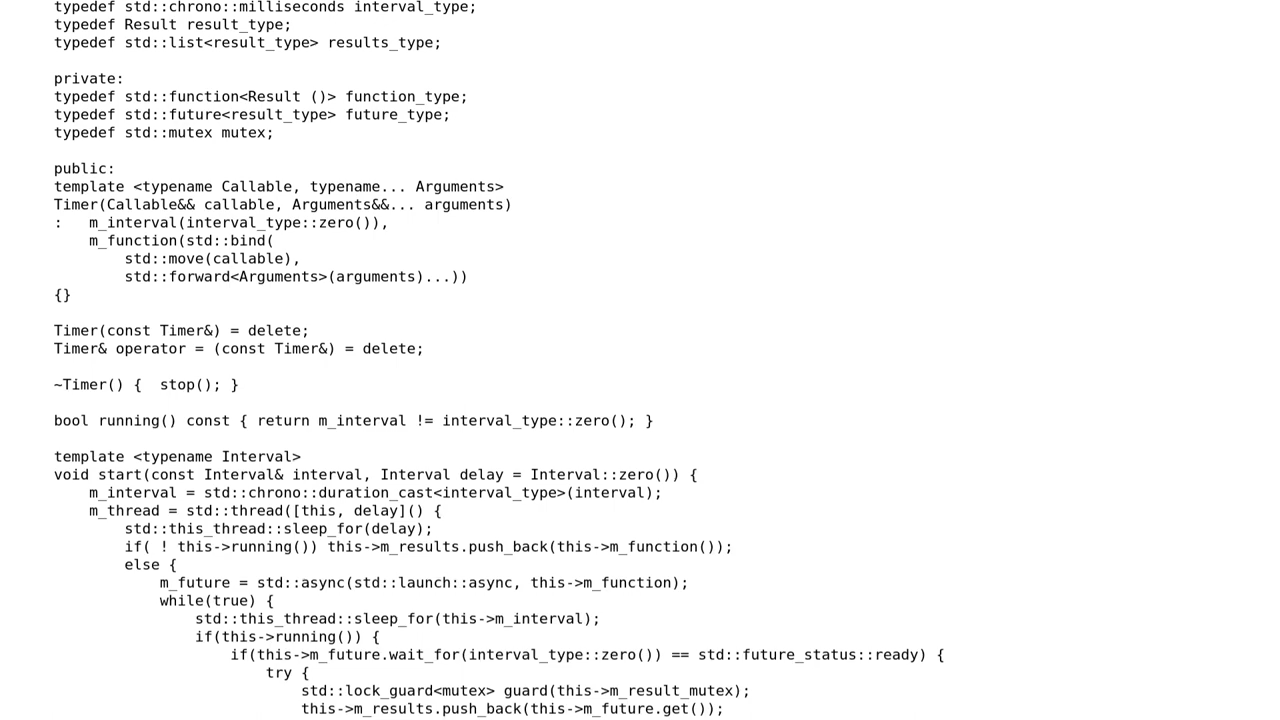 typedef std::chrono::milliseconds interval_type;
typedef Result result_type;
typedef std::list<result_type> results_type;

private:
typedef std::function<Result ()> function_type;
typedef std::future<result_type> future_type;
typedef std::mutex mutex;

public:
template <typename Callable, typename... Arguments>
Timer(Callable&& callable, Arguments&&... arguments)
:   m_interval(interval_type::zero()),
    m_function(std::bind(
        std::move(callable),
        std::forward<Arguments>(arguments)...))
{}

Timer(const Timer&) = delete;
Timer& operator = (const Timer&) = delete;

~Timer() {  stop(); }

bool running() const { return m_interval != interval_type::zero(); }

template <typename Interval>
void start(const Interval& interval, Interval delay = Interval::zero()) {
    m_interval = std::chrono::duration_cast<interval_type>(interval);
    m_thread = std::thread([this, delay]() {
        std::this_thread::sleep_for(delay);
        if( ! this->running()) this->m_results.push_back(this->m_function());
        else {
            m_future = std::async(std::launch::async, this->m_function);
            while(true) {
                std::this_thread::sleep_for(this->m_interval);
                if(this->running()) {
                    if(this->m_future.wait_for(interval_type::zero()) == std::future_status::ready) {
                        try {
                            std::lock_guard<mutex> guard(this->m_result_mutex);
                            this->m_results.push_back(this->m_future.get());